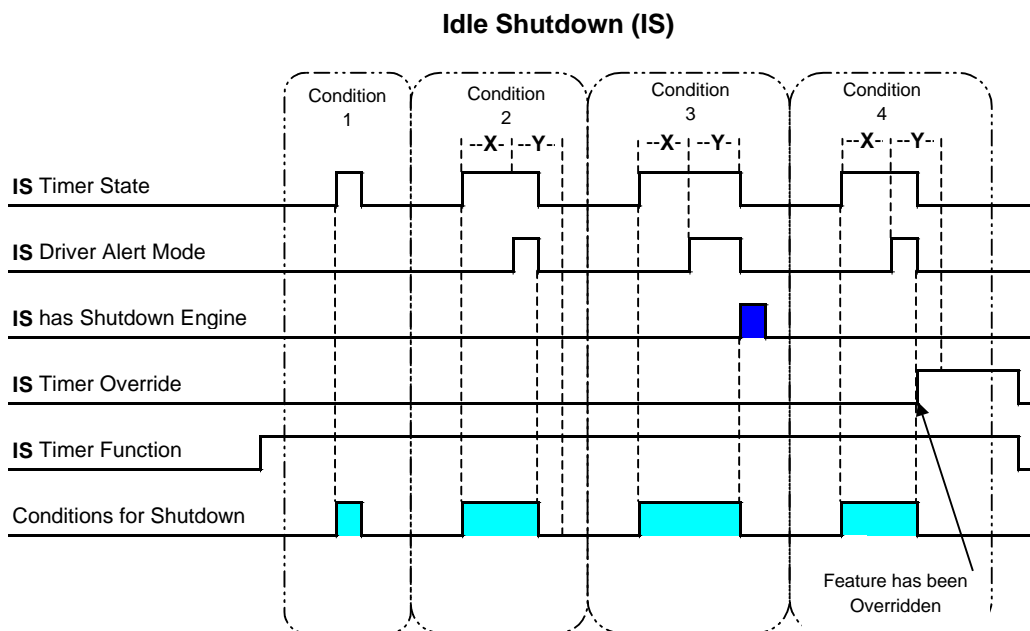 Idle Shutdown (IS)
Condition
1
Condition
2
Condition
3
Condition
4
--X- --Y-
--X- --Y-
--X- --Y-
IS Timer State
IS Driver Alert Mode
IS has Shutdown Engine
IS Timer Override
IS Timer Function
Conditions for Shutdown
Feature has been
Overridden